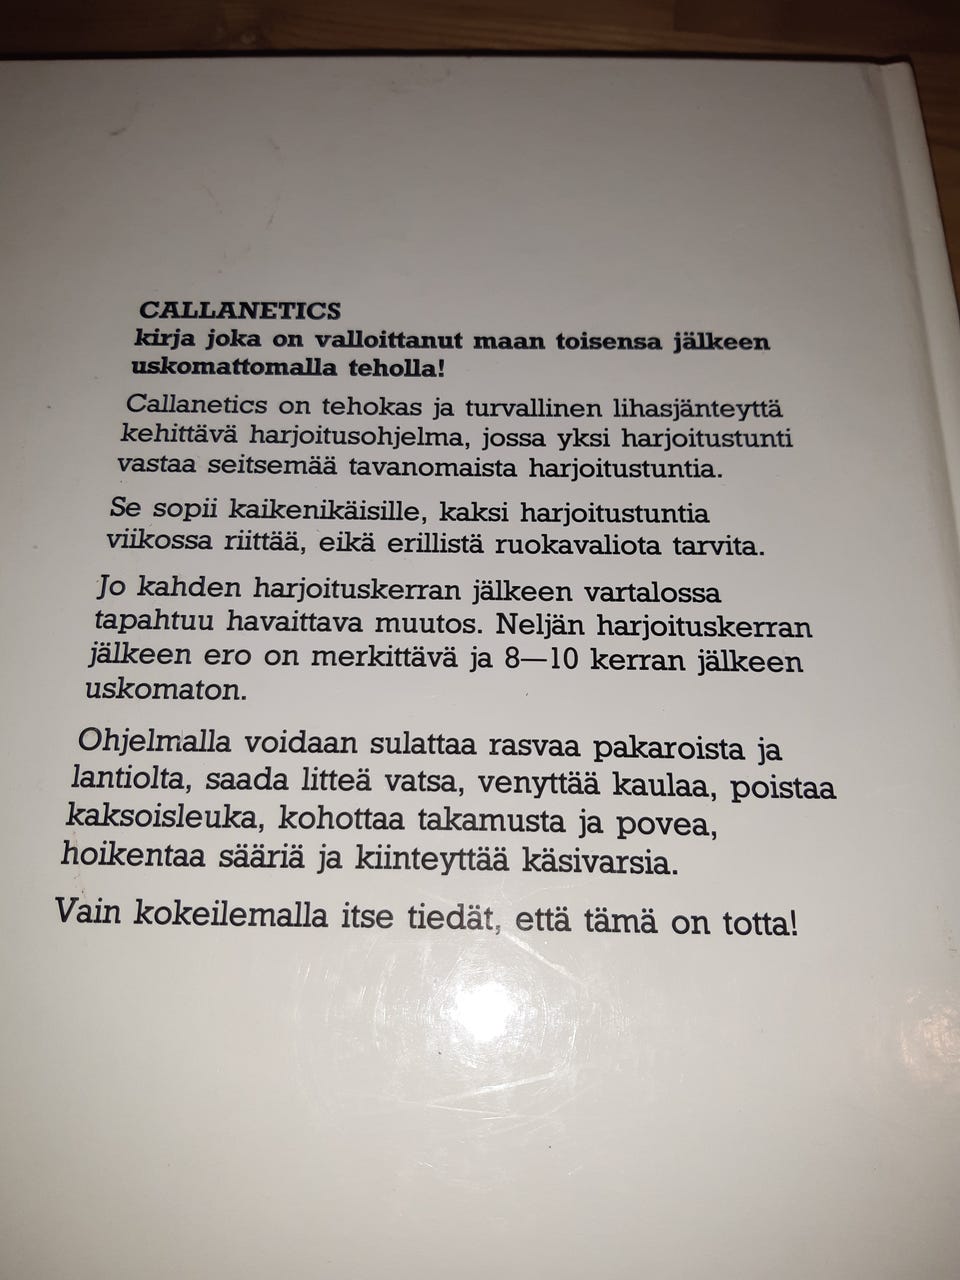 CALLANETICS
kirja joka on valloittanut maan toisensa jälkeen
uskomattomalla teholla!
Callanetics on tehokas ja turvallinen lihasjänteyttä
kehittävä harjoitusohjelma, jossa yksi harjoitustunti
vastaa seitsemää tavanomaista harjoitustuntia.
Se sopii kaikenikäisille, kaksi harjoitustuntia
viikossa riittää, eikä erillistä ruokavaliota tarvita.
Jo kahden harjoituskerran jälkeen vartalossa
tapahtuu havaittava muutos. Neljän harjoituskerran
jälkeen ero on merkittävä ja 8—10 kerran jälkeen
uskomaton.
Ohjelmalla voidaan sulattaa rasvaa pakaroista ja
lantiolta, saada litteä vatsa, venyttää kaulaa, poistaa
kaksoisleuka, kohottaa takamusta ja povea,
hoikentaa sääriä ja kiinteyttää käsivarsia.
Vain kokeilemalla itse tiedät, että tämä on totta!